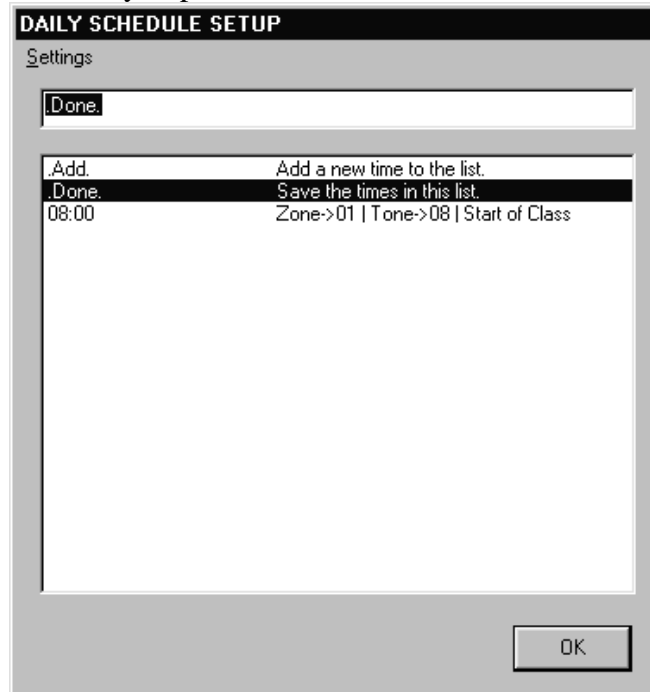 DAILY SCHEDULE SETUP
Settings
.Done.
.Add. Add a new time to the list.
.Done. Save the times in this list.
08:00 Zone->01 | Tone->08 | Start of Class
OK